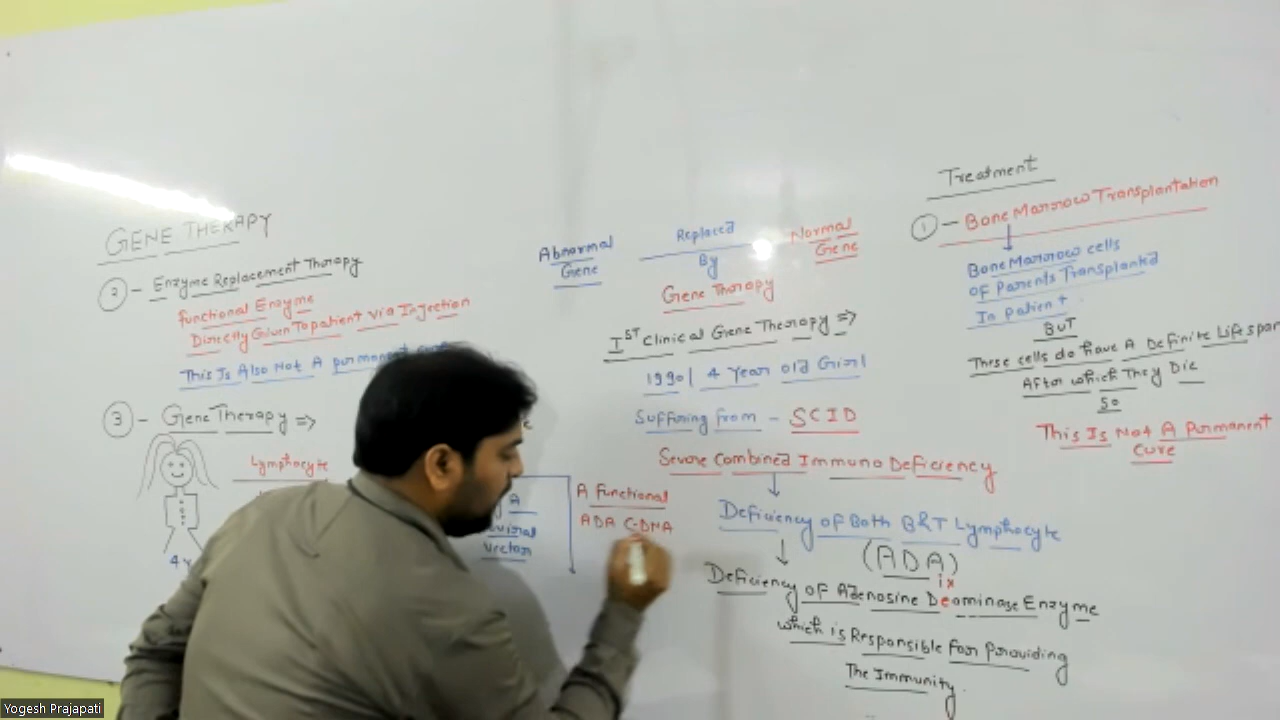 GENE THERAPY
2 - Enzyme Replacement Therapy
functional Enzyme
Directly Given To patient via Injection
This Is Also Not A permanent
3 - Gene Therapy =>
Lymphocyte
4
A
vector
A Functional
ADA C-DNA
Abnormal Gene
Replaced By
Normal Gene
Gene Therapy
Ist Clinical Gene Therapy =>
1990 | 4 Year old Girl
Suffering from - SCID
Severe Combined Immuno Deficiency
Deficiency of Both B&T Lymphocyte
(ADA)
Deficiency of Adenosine Deaminase Enzyme
which is Responsible For Providing
The Immunity.
Treatment
1 - Bone Marrow Transplantation
Bone Marrow cells
of Parents Transplanted
In patient.
BUT
These cells do have A Definite Life span
After which They Die
So
This Is Not A Permanent
Cure
Yogesh Prajapati